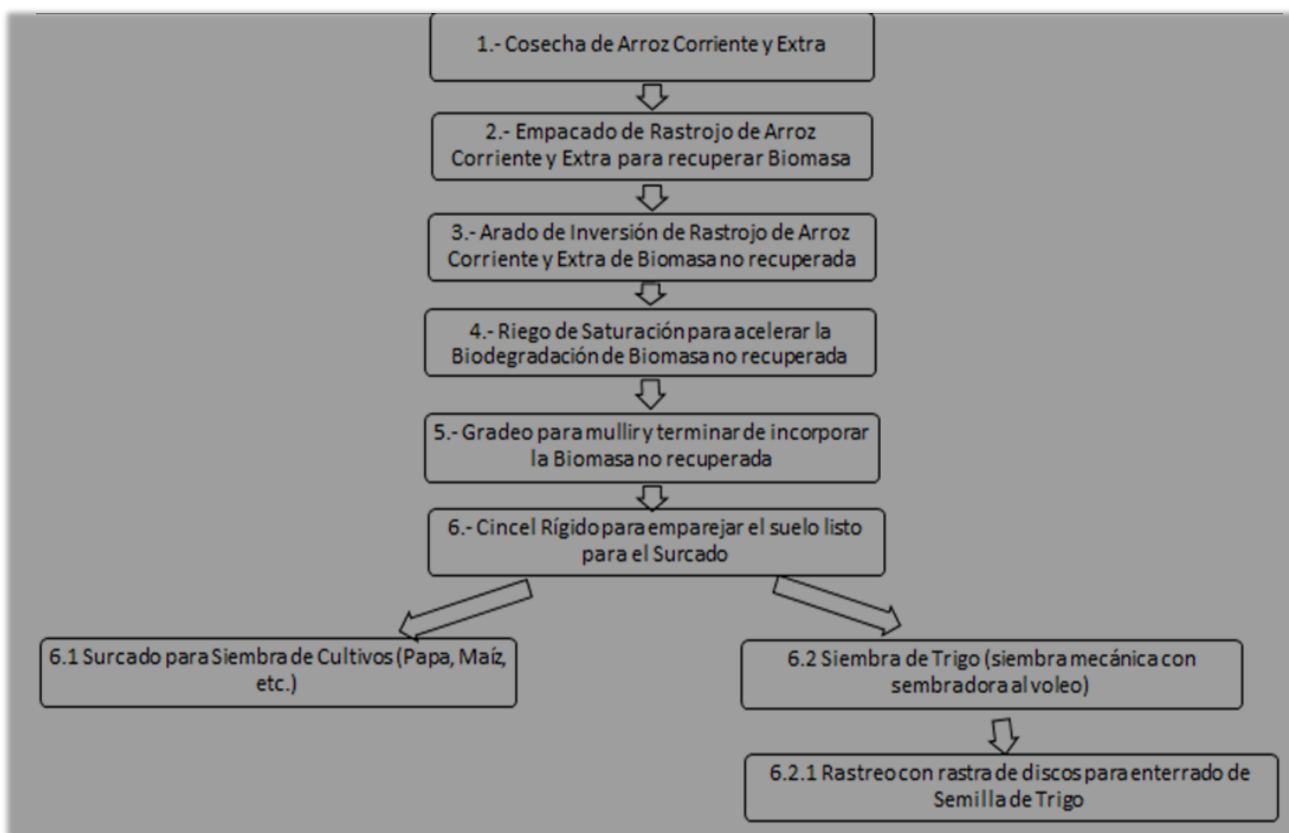 1.- Cosecha de Arroz Corriente y Extra
2.- Empacado de Rastrojo de Arroz
Corriente y Extra para recuperar Biomasa
3.- Arado de Inversión de Rastrojo de Arroz
Corriente y Extra de Biomasa no recuperada
4.- Riego de Saturación para acelerar la
Biodegradación de Biomasa no recuperada
5.- Gradeo para mullir y terminar de incorporar
la Biomasa no recuperada
6.- Cincel Rígido para emparejar el suelo listo
para el Surcado
6.1 Surcado para Siembra de Cultivos (Papa, Maíz,
etc.)
6.2 Siembra de Trigo (siembra mecánica con
sembradora al voleo)
6.2.1 Rastreo con rastra de discos para enterrado de
Semilla de Trigo